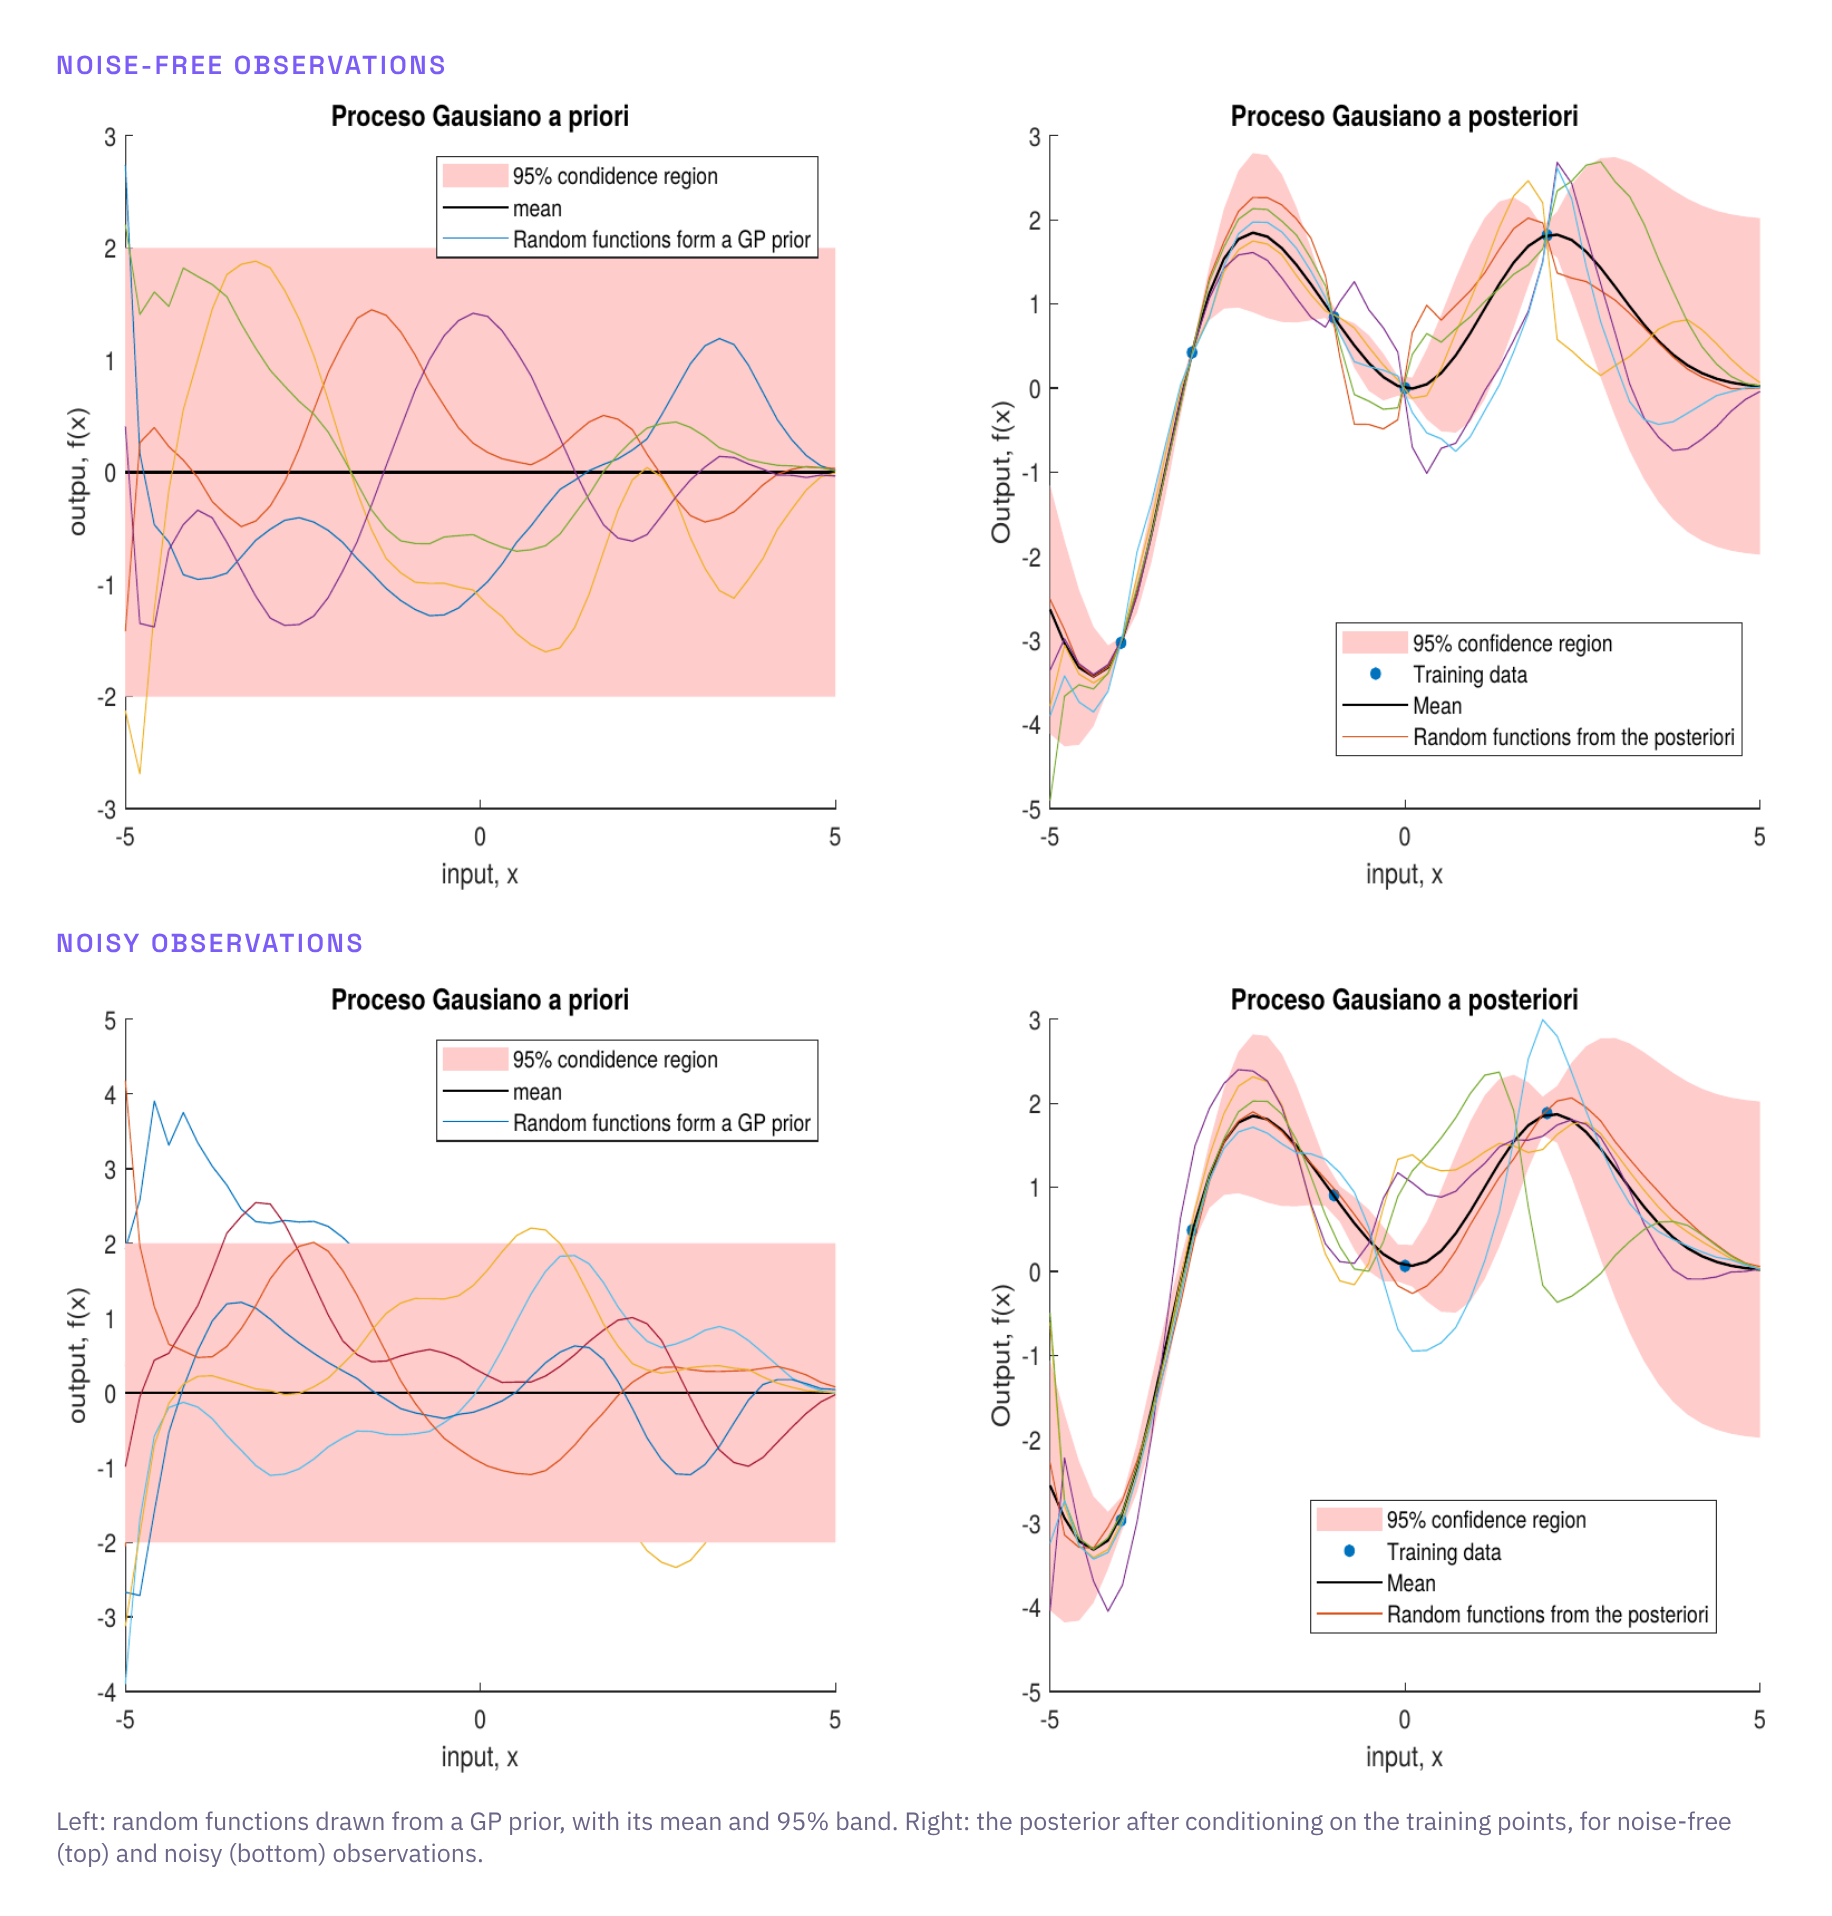 NOISE-FREE OBSERVATIONS
Proceso Gausiano a priori
3
2
1
0
-1
-2
-3
-5
0
5
outpu, f(x)
input, x
95% condidence region
mean
Random functions form a GP prior
Proceso Gausiano a posteriori
3
2
1
0
-1
-2
-3
-4
-5
-5
0
5
Output, f(x)
input, x
95% confidence region
Training data
Mean
Random functions from the posteriori
NOISY OBSERVATIONS
Proceso Gausiano a priori
5
4
3
2
1
0
-1
-2
-3
-4
-5
0
5
output, f(x)
input, x
95% condidence region
mean
Random functions form a GP prior
Proceso Gausiano a posteriori
3
2
1
0
-1
-2
-3
-4
-5
-5
0
5
Output, f(x)
input, x
95% confidence region
Training data
Mean
Random functions from the posteriori
Left: random functions drawn from a GP prior, with its mean and 95% band. Right: the posterior after conditioning on the training points, for noise-free
(top) and noisy (bottom) observations.